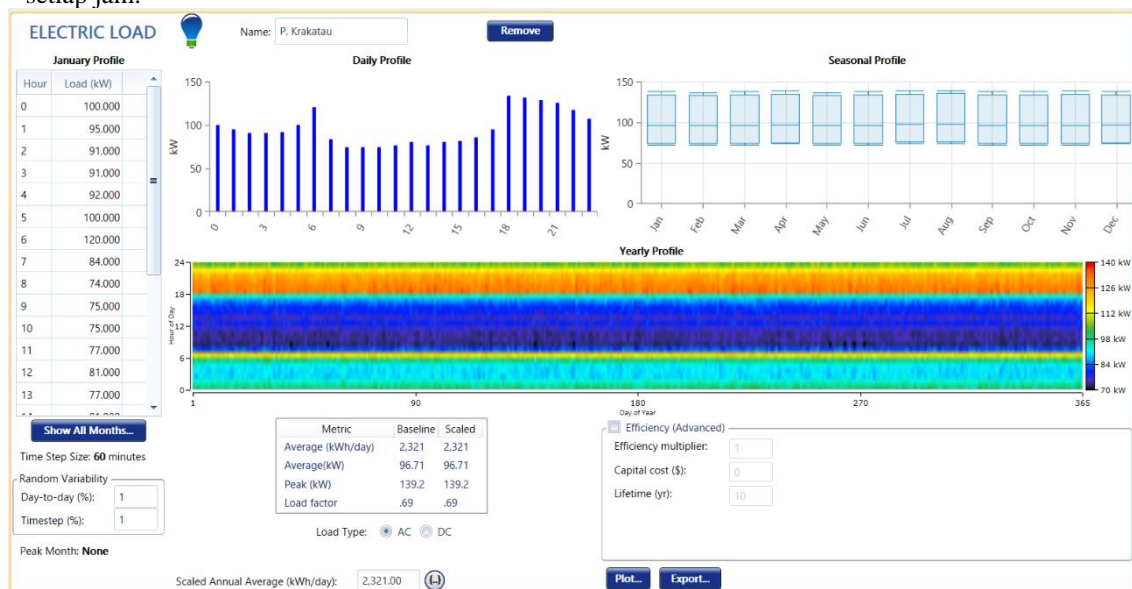 setiap jam.
ELECTRIC LOAD
Name: P. Krakatau
Remove
January Profile
Hour Load (kW)
0 100.000
1 95.000
2 91.000
3 91.000
4 92.000
5 100.000
6 120.000
7 84.000
8 74.000
9 75.000
10 75.000
11 77.000
12 81.000
13 77.000
Show All Months...
Time Step Size: 60 minutes
Random Variability
Day-to-day (%): 1
Timestep (%): 1
Peak Month: None
Daily Profile
kW
150
100
50
0
0 3 6 9 12 15 18 21
Seasonal Profile
kW
150
100
50
0
Jan Feb Mar Apr May Jun Jul Aug Sep Oct Nov Dec
Yearly Profile
Hour of Day
24
18
12
6
0
1 90 180 270 365
Day of Year
140 kW
126 kW
112 kW
98 kW
84 kW
70 kW
Metric Baseline Scaled
Average (kWh/day) 2,321 2,321
Average(kW) 96.71 96.71
Peak (kW) 139.2 139.2
Load factor .69 .69
Load Type: AC DC
Scaled Annual Average (kWh/day): 2,321.00 (..)
Efficiency (Advanced)
Efficiency multiplier: 1
Capital cost ($): 0
Lifetime (yr): 10
Plot... Export...